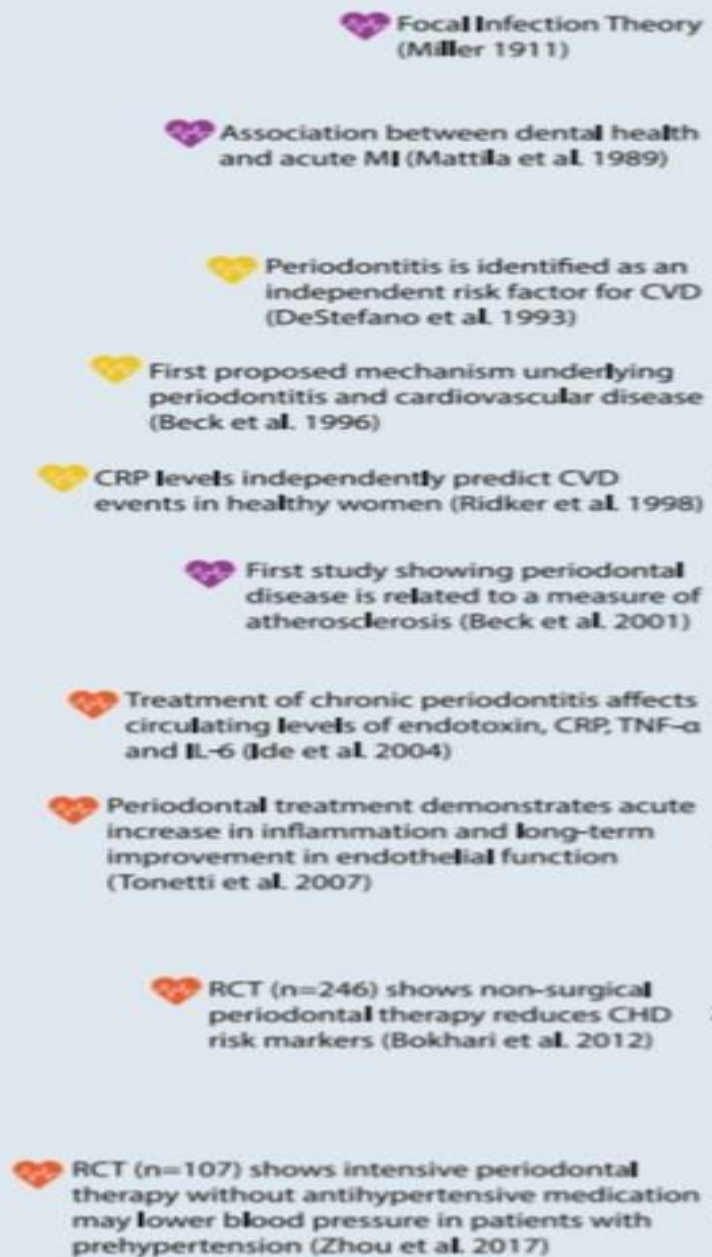 Focal Infection Theory
(Miller 1911)
Association between dental health
and acute MI (Mattila et al. 1989)
Periodontitis is identified as an
independent risk factor for CVD
(DeStefano et al. 1993)
First proposed mechanism underlying
periodontitis and cardiovascular disease
(Beck et al. 1996)
CRP levels independently predict CVD
events in healthy women (Ridker et al. 1998)
First study showing periodontal
disease is related to a measure of
atherosclerosis (Beck et al. 2001)
Treatment of chronic periodontitis affects
circulating levels of endotoxin, CRP, TNF-α
and IL-6 (Ide et al. 2004)
Periodontal treatment demonstrates acute
increase in inflammation and long-term
improvement in endothelial function
(Tonetti et al. 2007)
RCT (n=246) shows non-surgical
periodontal therapy reduces CHD
risk markers (Bokhari et al. 2012)
RCT (n=107) shows intensive periodontal
therapy without antihypertensive medication
may lower blood pressure in patients with
prehypertension (Zhou et al. 2017)